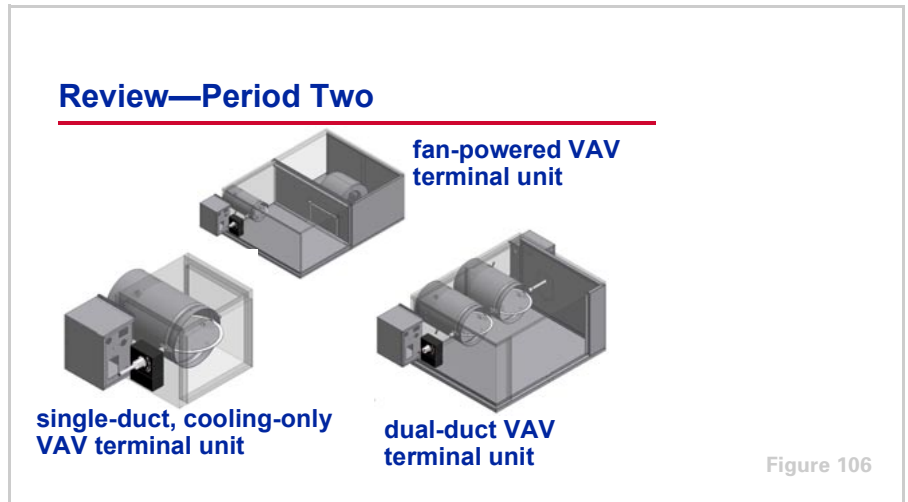 Review—Period Two
fan-powered VAV
terminal unit
single-duct, cooling-only
VAV terminal unit
dual-duct VAV
terminal unit
Figure 106